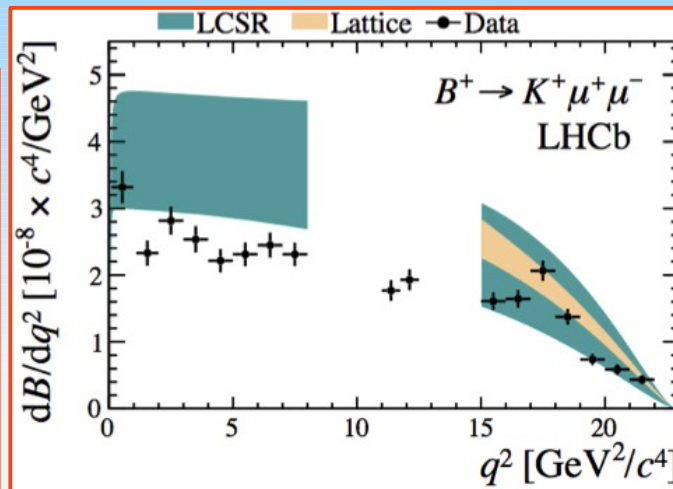 LCSR Lattice Data
dB/dq² [10⁻⁸ × c⁴/GeV²]
5
4
3
2
1
0
B⁺ → K⁺μ⁺μ⁻
LHCb
0 5 10 15 20
q² [GeV²/c⁴]